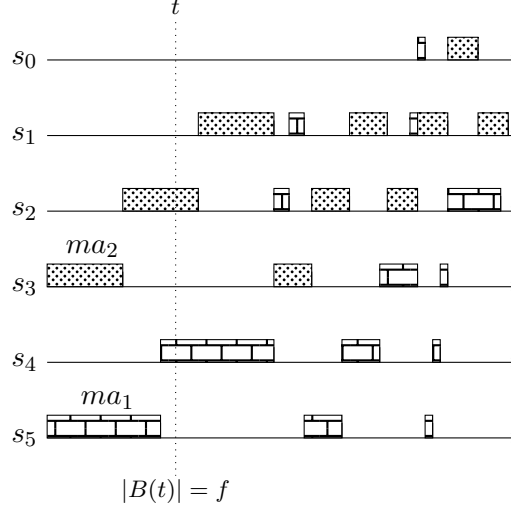 t
s₀
s₁
s₂
ma₂
s₃
s₄
ma₁
s₅
|B(t)| = f